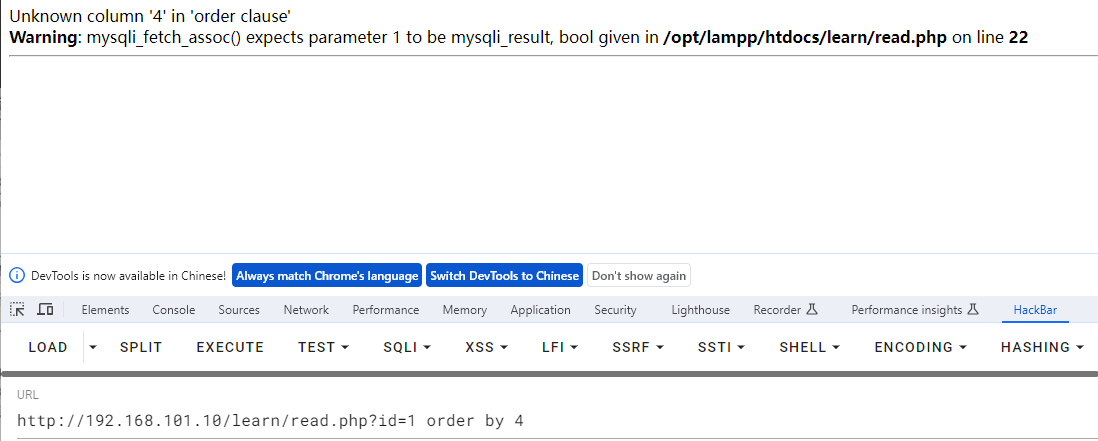 Unknown column '4' in 'order clause'
Warning: mysqli_fetch_assoc() expects parameter 1 to be mysqli_result, bool given in /opt/lampp/htdocs/learn/read.php on line 22
DevTools is now available in Chinese! Always match Chrome's language Switch DevTools to Chinese Don't show again
Elements Console Sources Network Performance Memory Application Security Lighthouse Recorder Performance insights HackBar
LOAD SPLIT EXECUTE TEST SQLI XSS LFI SSRF SSTI SHELL ENCODING HASHING
URL
http://192.168.101.10/learn/read.php?id=1 order by 4